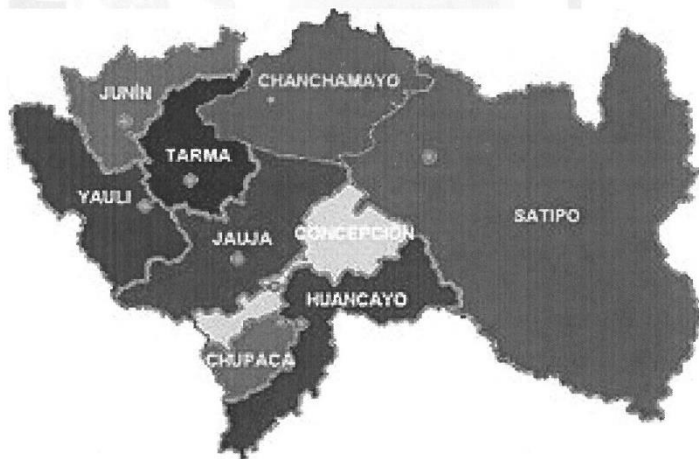 JUNÍN
CHANCHAMAYO
TARMA
YAULI
JAUJA
CONCEPCIÓN
SATIPO
HUANCAYO
CHUPACA